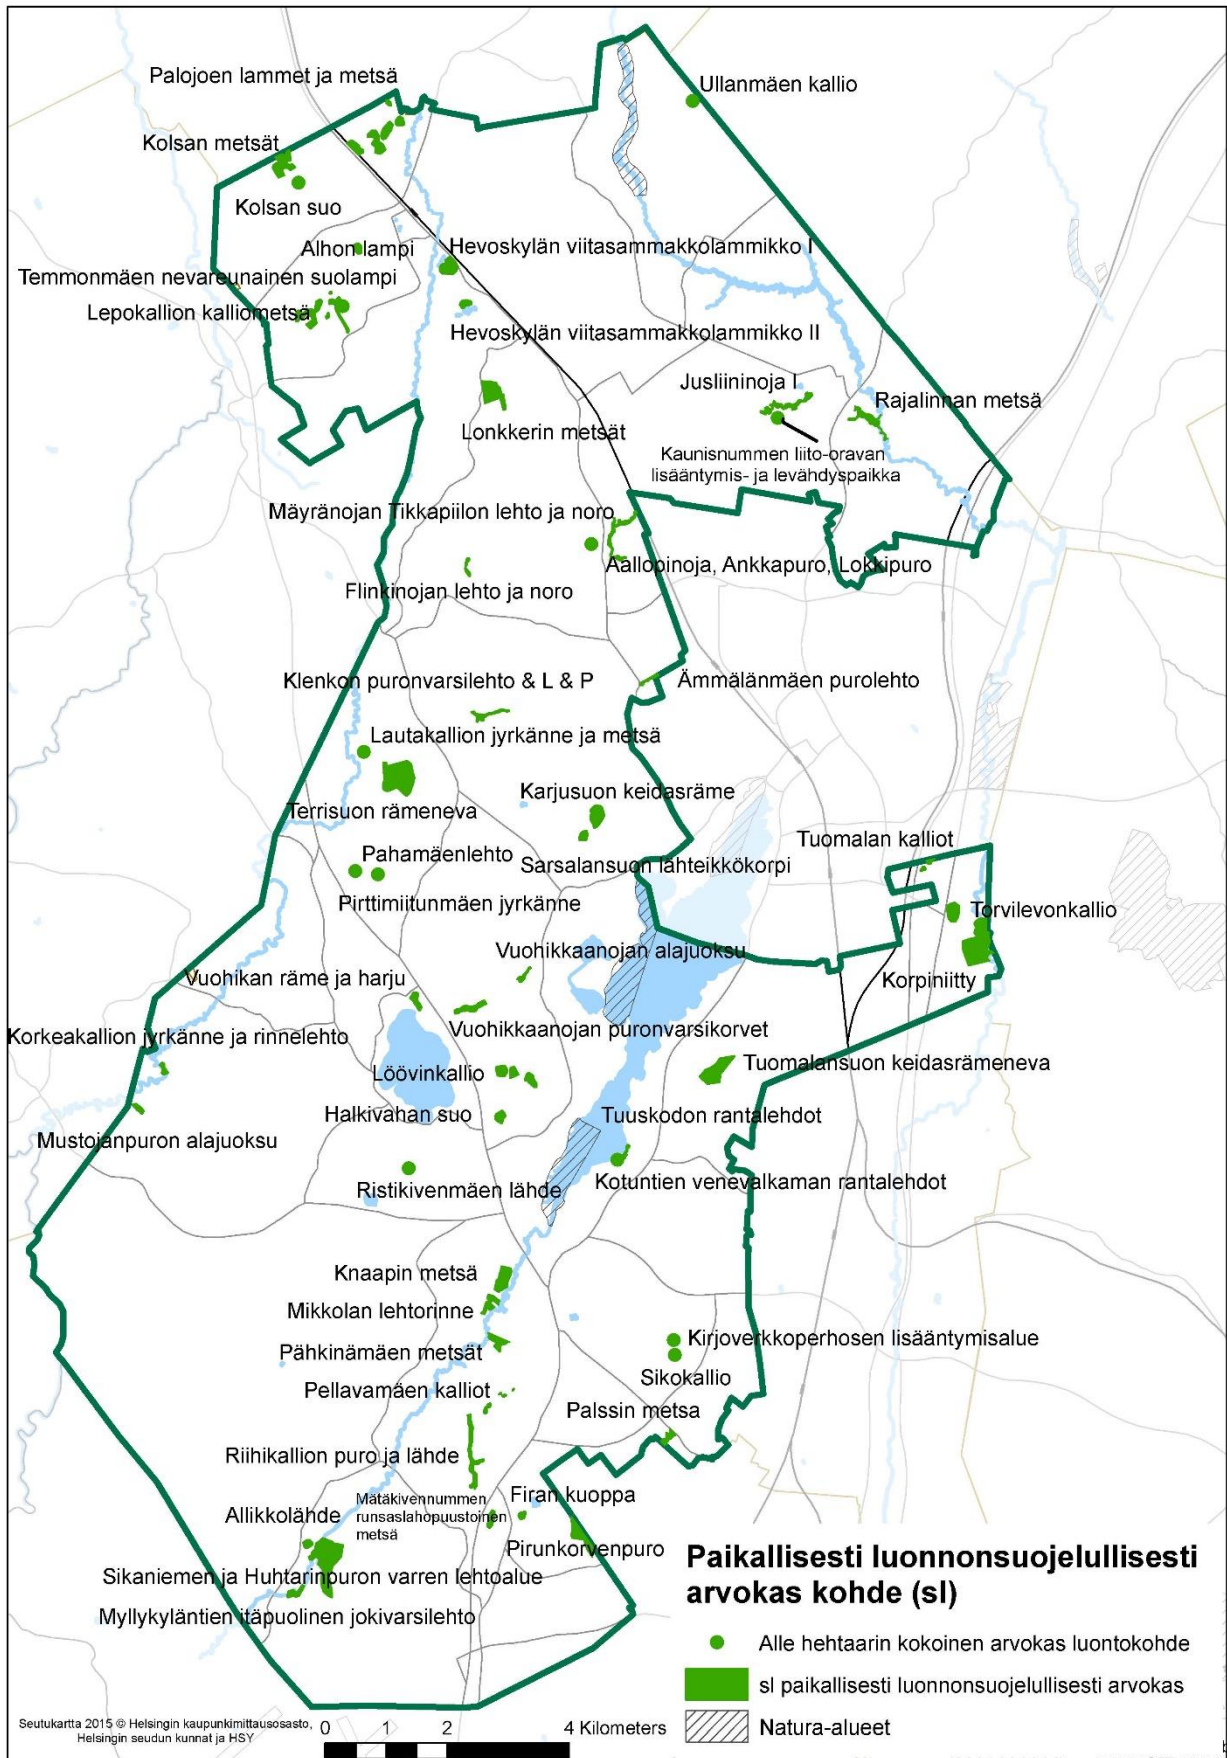 Palojoen lammet ja metsä
Ullanmäen kallio
Kolsan metsät
Kolsan suo
Alhon lampi
Hevoskylän viitasammakkolammikko I
Temmonmäen nevareunainen suolampi
Lepokallion kalliometsä
Hevoskylän viitasammakkolammikko II
Jusliininoja I
Rajalinnan metsä
Lonkkerin metsät
Kaunisnummen liito-oravan
lisääntymis- ja levähdyspaikka
Mäyränojan Tikkapiilon lehto ja noro
Aallopinoja, Ankkapuro, Lokkipuro
Flinkinojan lehto ja noro
Klenkon puronvarsilehto & L & P
Ämmälänmäen purolehto
Lautakallion jyrkänne ja metsä
Karjusuon keidasräme
Terrisuon rämeneva
Tuomalan kalliot
Pahamäenlehto
Sarsalansuon lähteikkökorpi
Pirttimiitunmäen jyrkänne
Torvilevonkallio
Vuohikkaanojan alajuoksu
Vuohikan räme ja harju
Korpiniitty
Korkeakallion jyrkänne ja rinnelehto
Vuohikkaanojan puronvarsikorvet
Löövinkallio
Tuomalansuon keidasrämeneva
Halkivahan suo
Tuuskodon rantalehdot
Mustojanpuron alajuoksu
Ristikivenmäen lähde
Kotuntien venevalkaman rantalehdot
Knaapin metsä
Mikkolan lehtorinne
Kirjoverkkoperhosen lisääntymisalue
Pähkinämäen metsät
Sikokallio
Pellavamäen kalliot
Palssin metsa
Riihikallion puro ja lähde
Firan kuoppa
Mätäkivennummen
runsaslahopuustoinen
metsä
Allikkolähde
Pirunkorvenpuro
Sikaniemen ja Huhtarinpuron varren lehtoalue
Myllykyläntien itäpuolinen jokivarsilehto
Paikallisesti luonnonsuojelullisesti
arvokas kohde (sl)
Alle hehtaarin kokoinen arvokas luontokohde
sl paikallisesti luonnonsuojelullisesti arvokas
Natura-alueet
Seutukartta 2015 © Helsingin kaupunkimittausosasto,
Helsingin seudun kunnat ja HSY
0 1 2 4 Kilometers